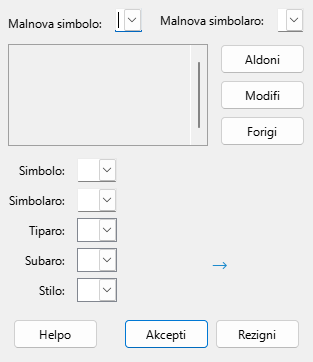 Malnova simbolo: Malnova simbolaro:
Aldoni
Modifi
Forigi
Simbolo:
Simbolaro:
Tiparo:
Subaro:
→
Stilo:
Helpo Akcepti Rezigni